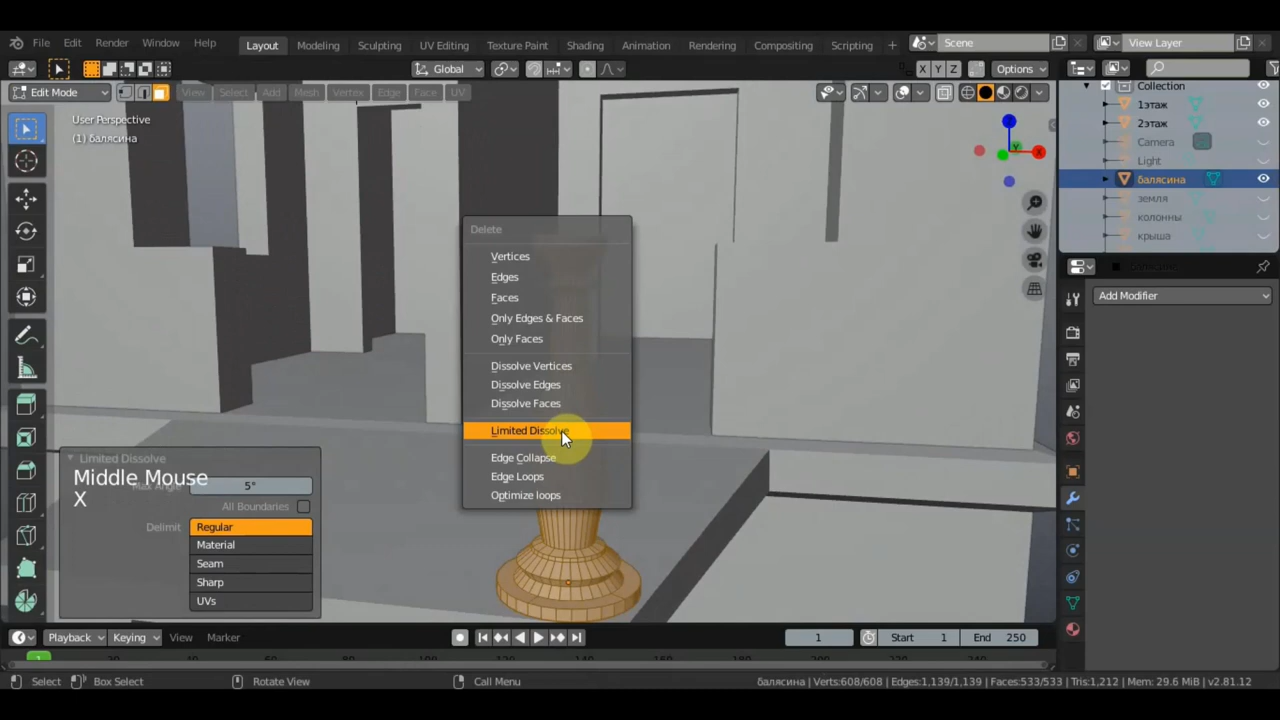 File Edit Render Window Help Layout Modeling Sculpting UV Editing Texture Paint Shading Animation Rendering Compositing Scripting + Scene View Layer
Global X Y Z Options
Edit Mode View Select Add Mesh Vertex Edge Face UV
User Perspective
(1) балясина
Z
Y
X
Collection
1этаж
2этаж
Camera
Light
балясина
земля
колонны
крыша
Add Modifier
Delete
Vertices
Edges
Faces
Only Edges & Faces
Only Faces
Dissolve Vertices
Dissolve Edges
Dissolve Faces
Limited Dissolve
Edge Collapse
Edge Loops
Optimize loops
Limited Dissolve
Middle Mouse
Max Angle 5°
X
All Boundaries
Delimit Regular
Material
Seam
Sharp
UVs
Playback Keying View Marker 1 Start 1 End 250
1
Select Box Select Rotate View Call Menu балясина | Verts:608/608 | Edges:1,139/1,139 | Faces:533/533 | Tris:1,212 | Mem: 29.6 MiB | v2.81.12